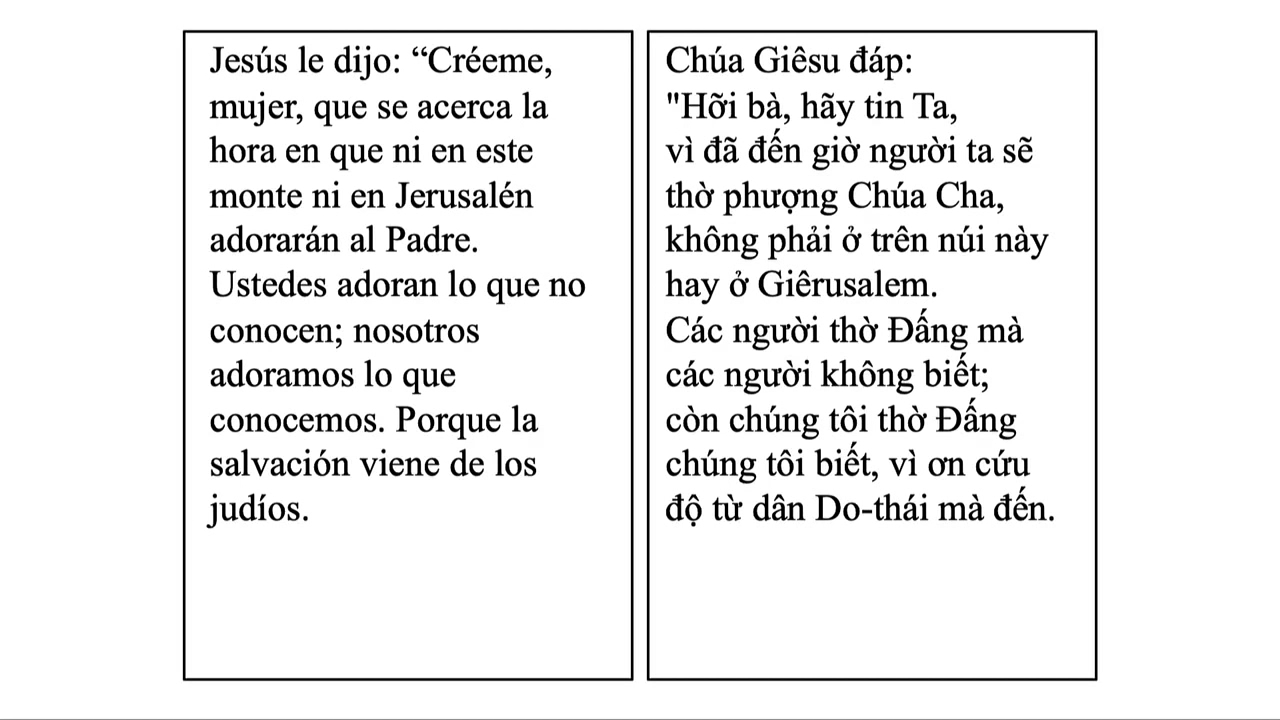 Jesús le dijo: “Créeme,
mujer, que se acerca la
hora en que ni en este
monte ni en Jerusalén
adorarán al Padre.
Ustedes adoran lo que no
conocen; nosotros
adoramos lo que
conocemos. Porque la
salvación viene de los
judíos.
Chúa Giêsu đáp:
"Hỡi bà, hãy tin Ta,
vì đã đến giờ người ta sẽ
thờ phượng Chúa Cha,
không phải ở trên núi này
hay ở Giêrusalem.
Các người thờ Đấng mà
các người không biết;
còn chúng tôi thờ Đấng
chúng tôi biết, vì ơn cứu
độ từ dân Do-thái mà đến.